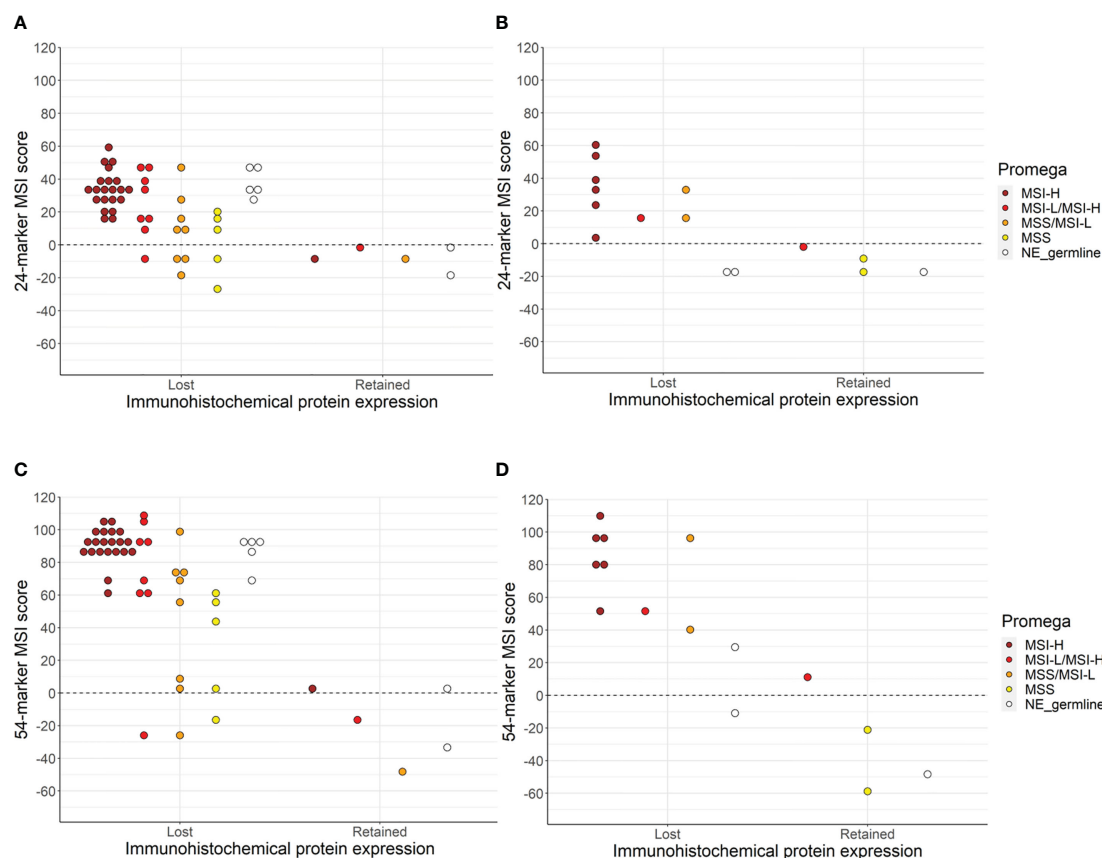 A
B
120
100
80
60
40
20
0
-20
-40
-60
24-marker MSI score
Lost
Retained
Immunohistochemical protein expression
120
100
80
60
40
20
0
-20
-40
-60
24-marker MSI score
Lost
Retained
Immunohistochemical protein expression
Promega
MSI-H
MSI-L/MSI-H
MSS/MSI-L
MSS
NE_germline
C
D
120
100
80
60
40
20
0
-20
-40
-60
54-marker MSI score
Lost
Retained
Immunohistochemical protein expression
120
100
80
60
40
20
0
-20
-40
-60
54-marker MSI score
Lost
Retained
Immunohistochemical protein expression
Promega
MSI-H
MSI-L/MSI-H
MSS/MSI-L
MSS
NE_germline